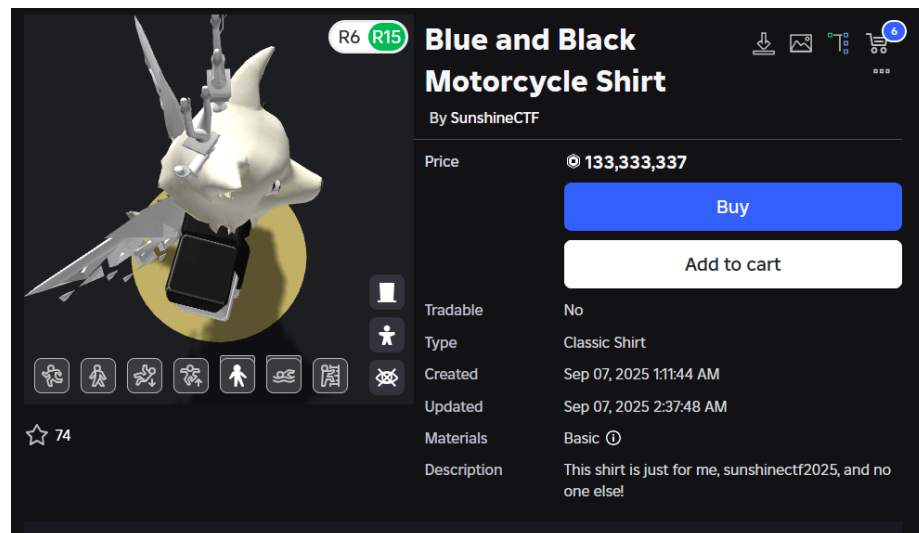 R6 R15
Blue and Black
Motorcycle Shirt
6
By SunshineCTF
Price 133,333,337
Buy
Add to cart
Tradable No
Type Classic Shirt
Created Sep 07, 2025 1:11:44 AM
Updated Sep 07, 2025 2:37:48 AM
Materials Basic
Description This shirt is just for me, sunshinectf2025, and no
one else!
74